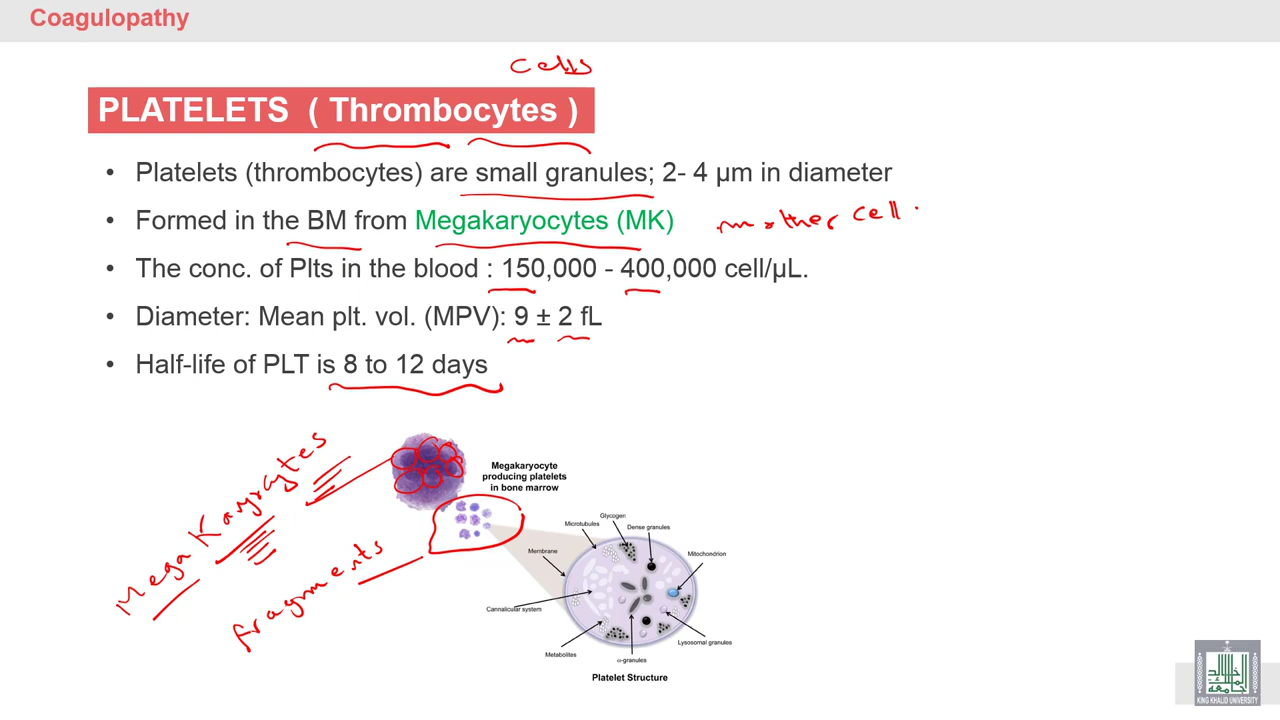 Coagulopathy
cells
PLATELETS ( Thrombocytes )
• Platelets (thrombocytes) are small granules; 2- 4 µm in diameter
• Formed in the BM from Megakaryocytes (MK)
mother cell.
• The conc. of Plts in the blood : 150,000 - 400,000 cell/µL.
• Diameter: Mean plt. vol. (MPV): 9 ± 2 fL
• Half-life of PLT is 8 to 12 days
Mega Karyocytes
fragments
Megakaryocyte
producing platelets
in bone marrow
Glycogen
Microtubules
Dense granules
Membrane
Mitochondrion
Cannalicular system
Lysosomal granules
Metabolites
α-granules
Platelet Structure
KING KHALID UNIVERSITY